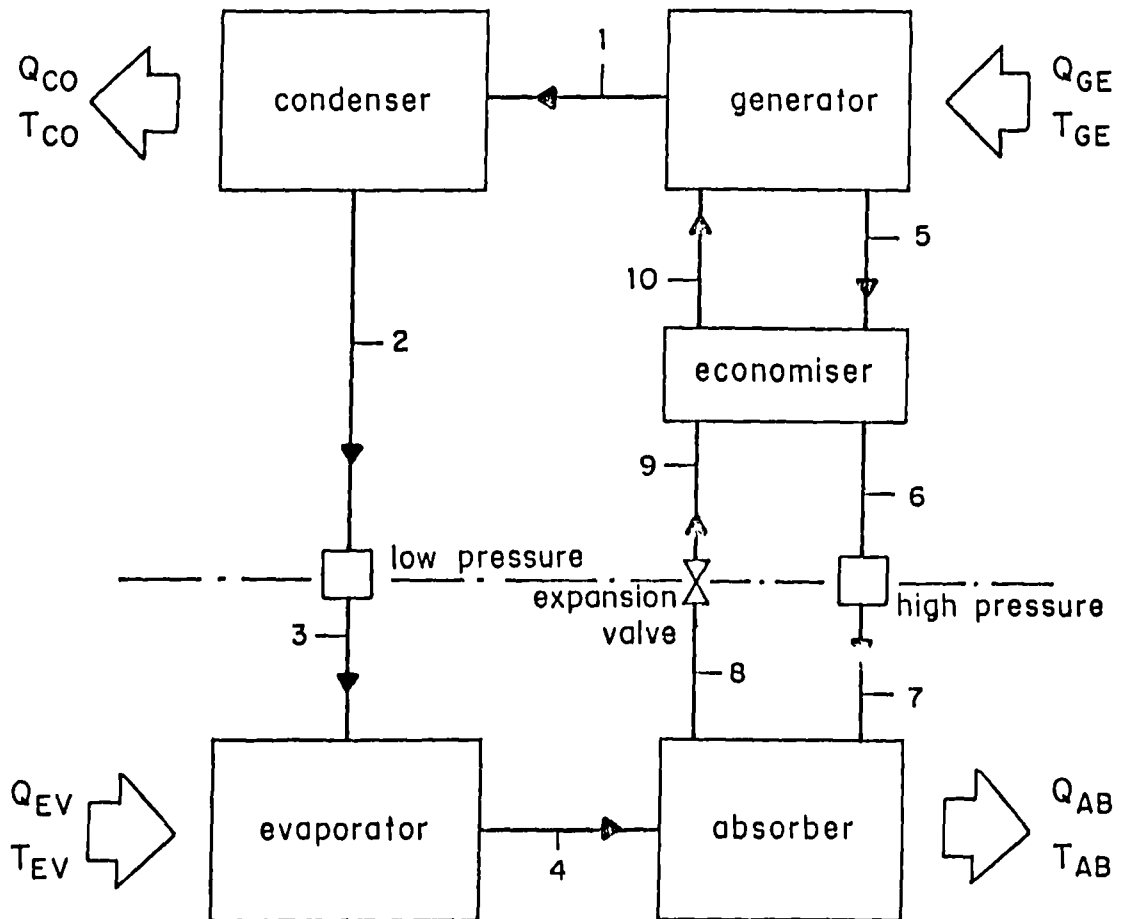 1
Q_CO
T_CO
condenser
generator
Q_GE
T_GE
5
10
2
economiser
9
6
low pressure
expansion
valve
high pressure
3
8
7
Q_EV
T_EV
evaporator
4
absorber
Q_AB
T_AB